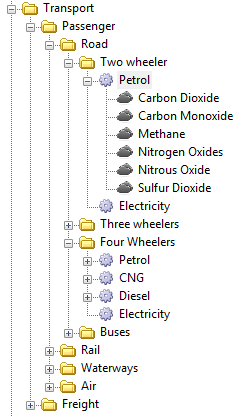 Transport
Passenger
Road
Two wheeler
Petrol
Carbon Dioxide
Carbon Monoxide
Methane
Nitrogen Oxides
Nitrous Oxide
Sulfur Dioxide
Electricity
Three wheelers
Four Wheelers
Petrol
CNG
Diesel
Electricity
Buses
Rail
Waterways
Air
Freight